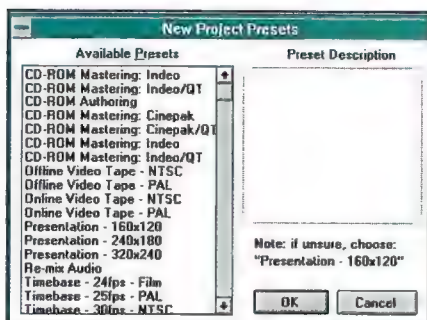 New Project Presets
Available Presets
CD-ROM Mastering: Indeo
CD-ROM Mastering: Indeo/QT
CD-ROM Authoring
CD-ROM Mastering: Cinepak
CD-ROM Mastering: Cinepak/QT
CD-ROM Mastering: Indeo
CD-ROM Mastering: Indeo/QT
Offline Video Tape - NTSC
Offline Video Tape - PAL
Online Video Tape - NTSC
Online Video Tape - PAL
Presentation - 160x120
Presentation - 240x180
Presentation - 320x240
Re-mix Audio
Timebase - 24fps - Film
Timebase - 25fps - PAL
Timebase - 30fps - NTSC
Preset Description
Note: if unsure, choose:
"Presentation - 160x120"
OK
Cancel